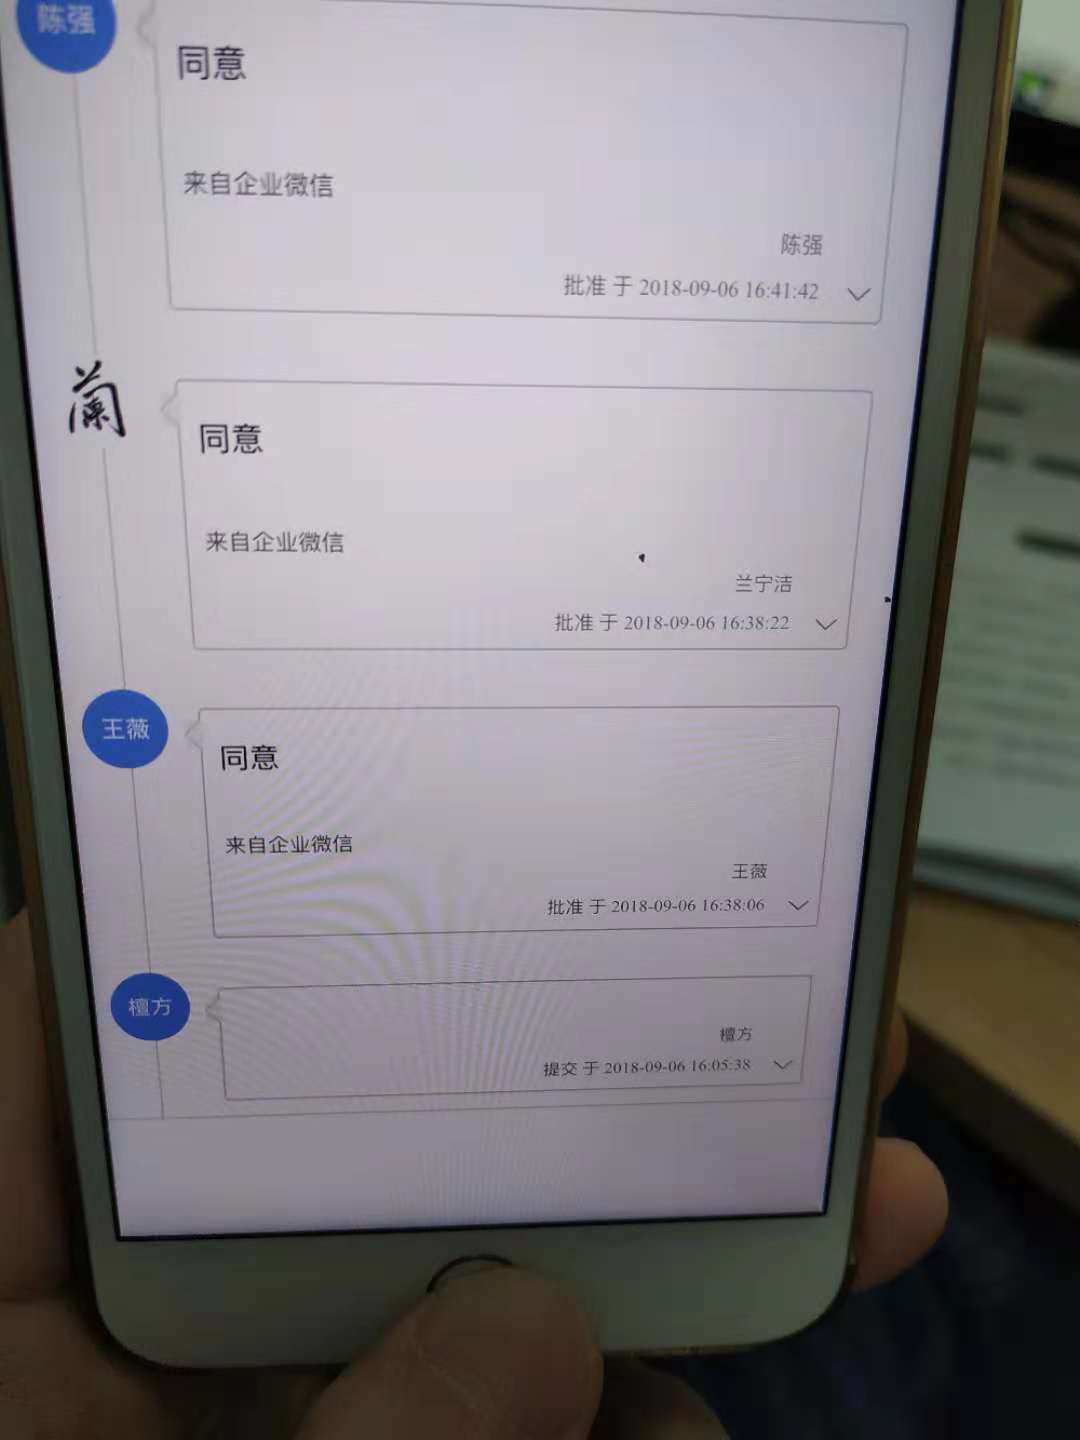 陈强
同意
来自企业微信
陈强
批准 于 2018-09-06 16:41:42
蘭
同意
来自企业微信
兰宁洁
批准 于 2018-09-06 16:38:22
王薇
同意
来自企业微信
王薇
批准 于 2018-09-06 16:38:06
檀方
檀方
提交 于 2018-09-06 16:05:38